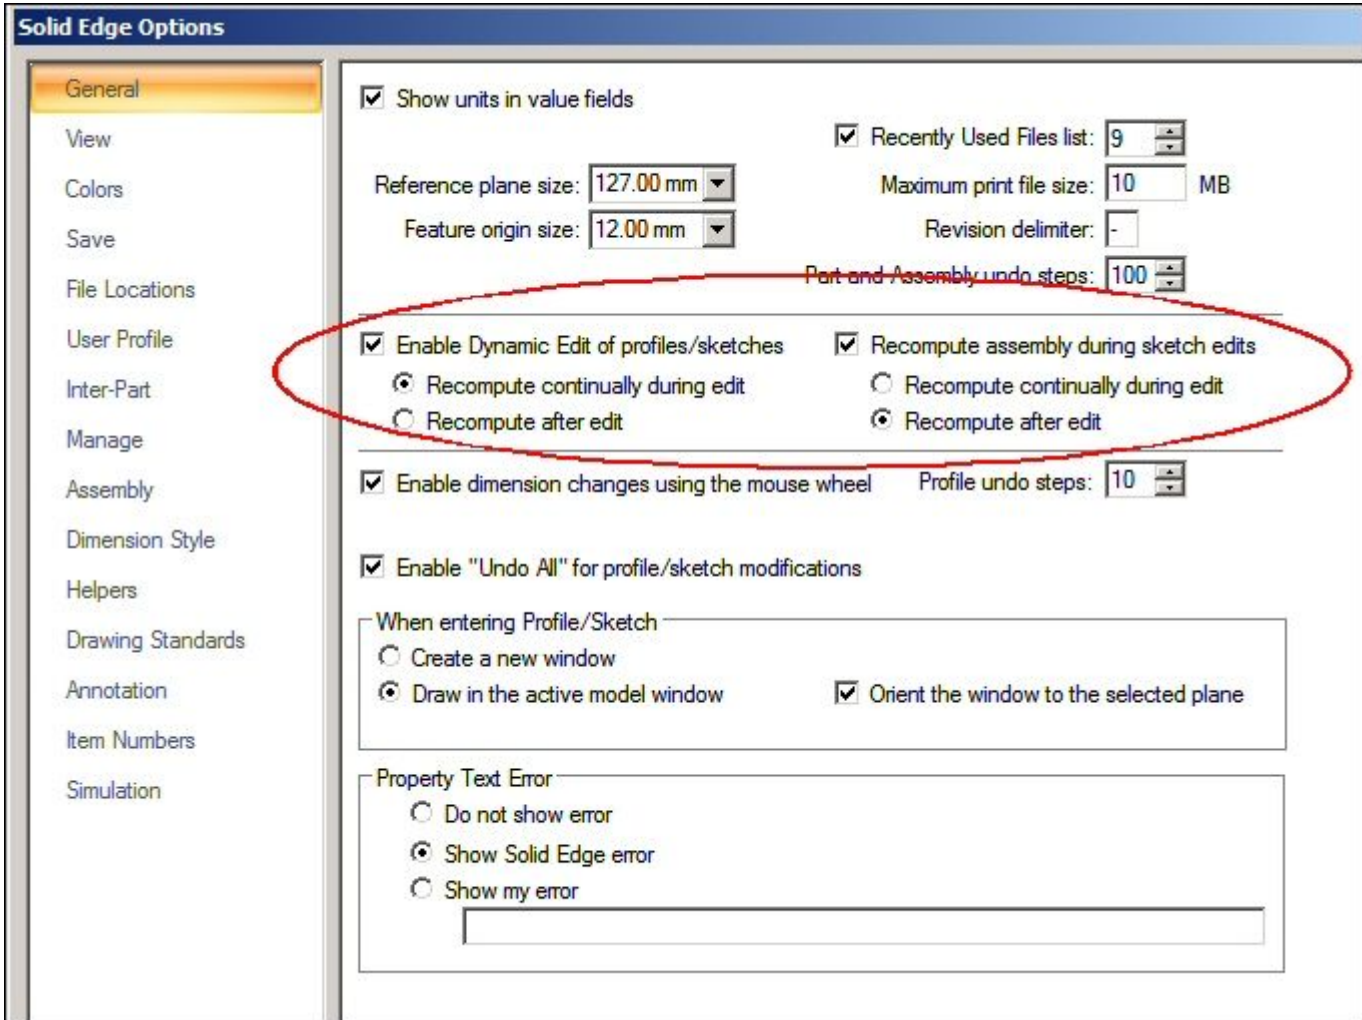 Solid Edge Options
General
View
Colors
Save
File Locations
User Profile
Inter-Part
Manage
Assembly
Dimension Style
Helpers
Drawing Standards
Annotation
Item Numbers
Simulation
Show units in value fields
Recently Used Files list: 9
Reference plane size: 127.00 mm
Maximum print file size: 10 MB
Feature origin size: 12.00 mm
Revision delimiter: -
Part and Assembly undo steps: 100
Enable Dynamic Edit of profiles/sketches
Recompute continually during edit
Recompute after edit
Recompute assembly during sketch edits
Recompute continually during edit
Recompute after edit
Enable dimension changes using the mouse wheel
Profile undo steps: 10
Enable "Undo All" for profile/sketch modifications
When entering Profile/Sketch
Create a new window
Draw in the active model window
Orient the window to the selected plane
Property Text Error
Do not show error
Show Solid Edge error
Show my error